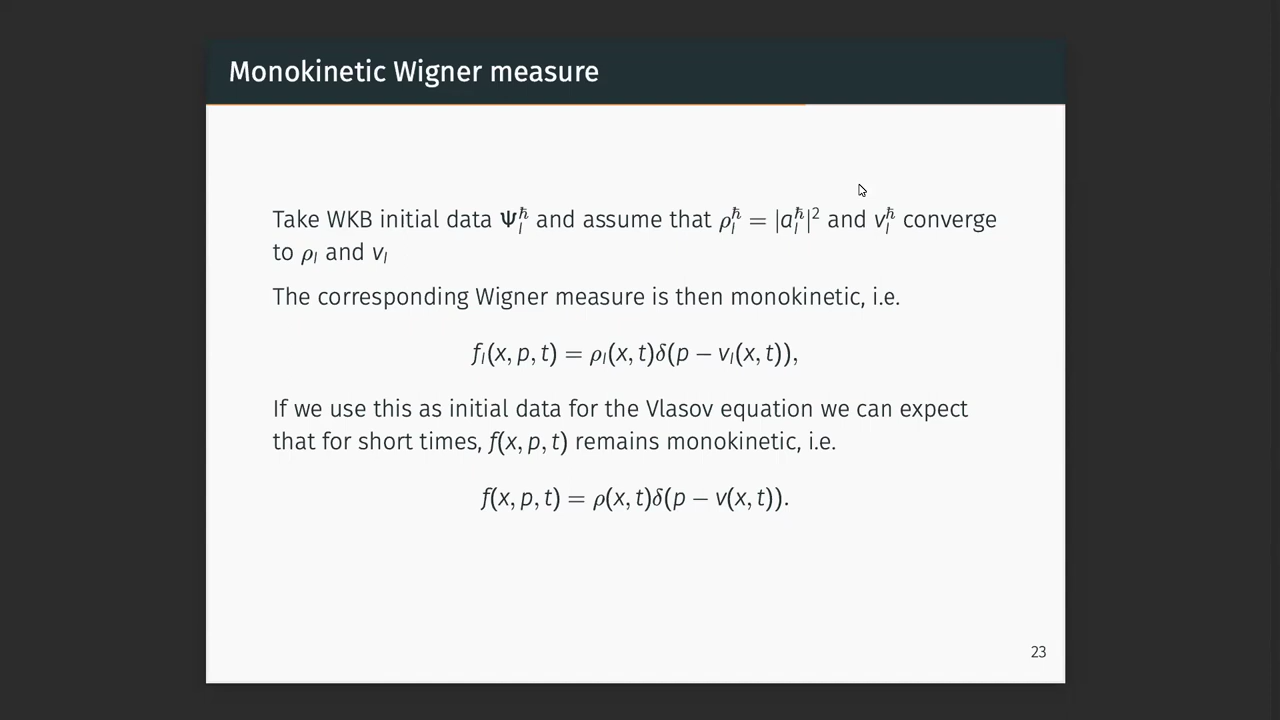 Monokinetic Wigner measure
Take WKB initial data Ψ_I^ħ and assume that ρ_I^ħ = |a_I^ħ|² and v_I^ħ converge
to ρ_I and v_I
The corresponding Wigner measure is then monokinetic, i.e.
f_I(x, p, t) = ρ_I(x, t)δ(p − v_I(x, t)),
If we use this as initial data for the Vlasov equation we can expect
that for short times, f(x, p, t) remains monokinetic, i.e.
f(x, p, t) = ρ(x, t)δ(p − v(x, t)).
23